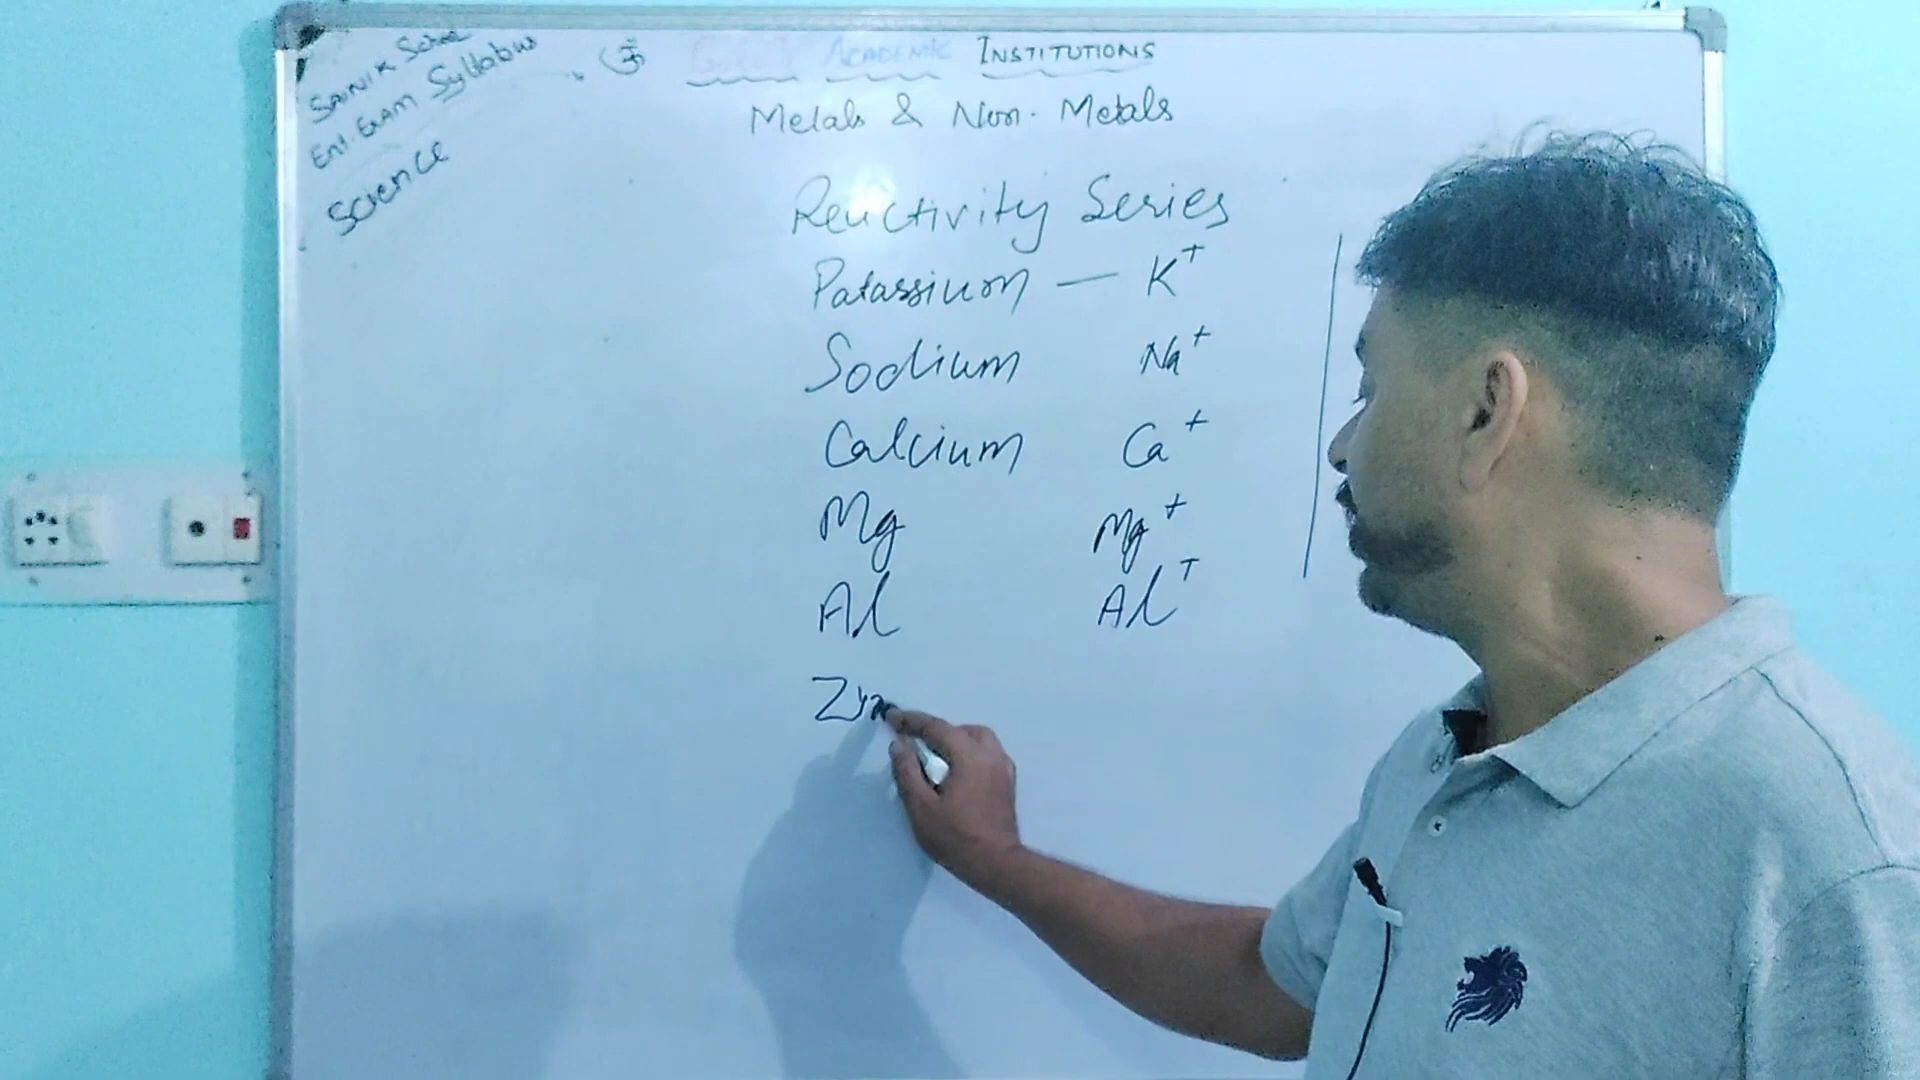 SAINIK School
Ent. Exam Syllabus
Science
ॐ
ACADEMIC INSTITUTIONS
Metals & Non-Metals
Reactivity Series
Patassium — K+
Sodium Na+
Calcium Ca+
Mg Mg+
Al Al+
Zin